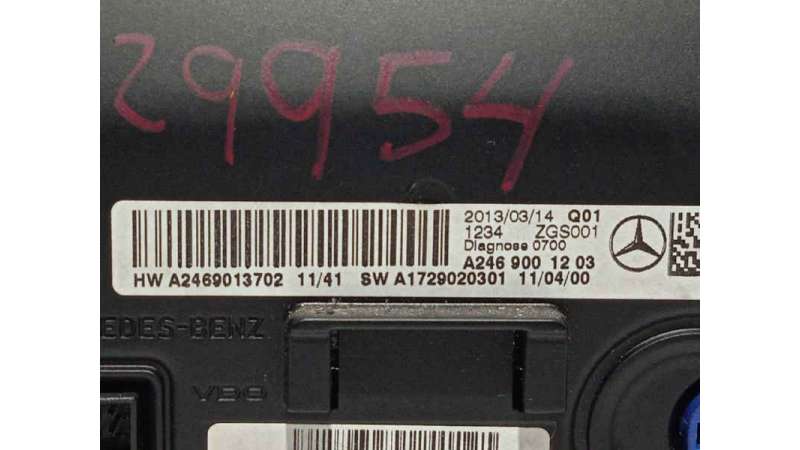 29954
2013/03/14 Q01
1234 ZGS001
Diagnose 0700
A246 900 12 03
HW A2469013702 11/41 SW A1729020301 11/04/00
EDES-BENZ
VDO